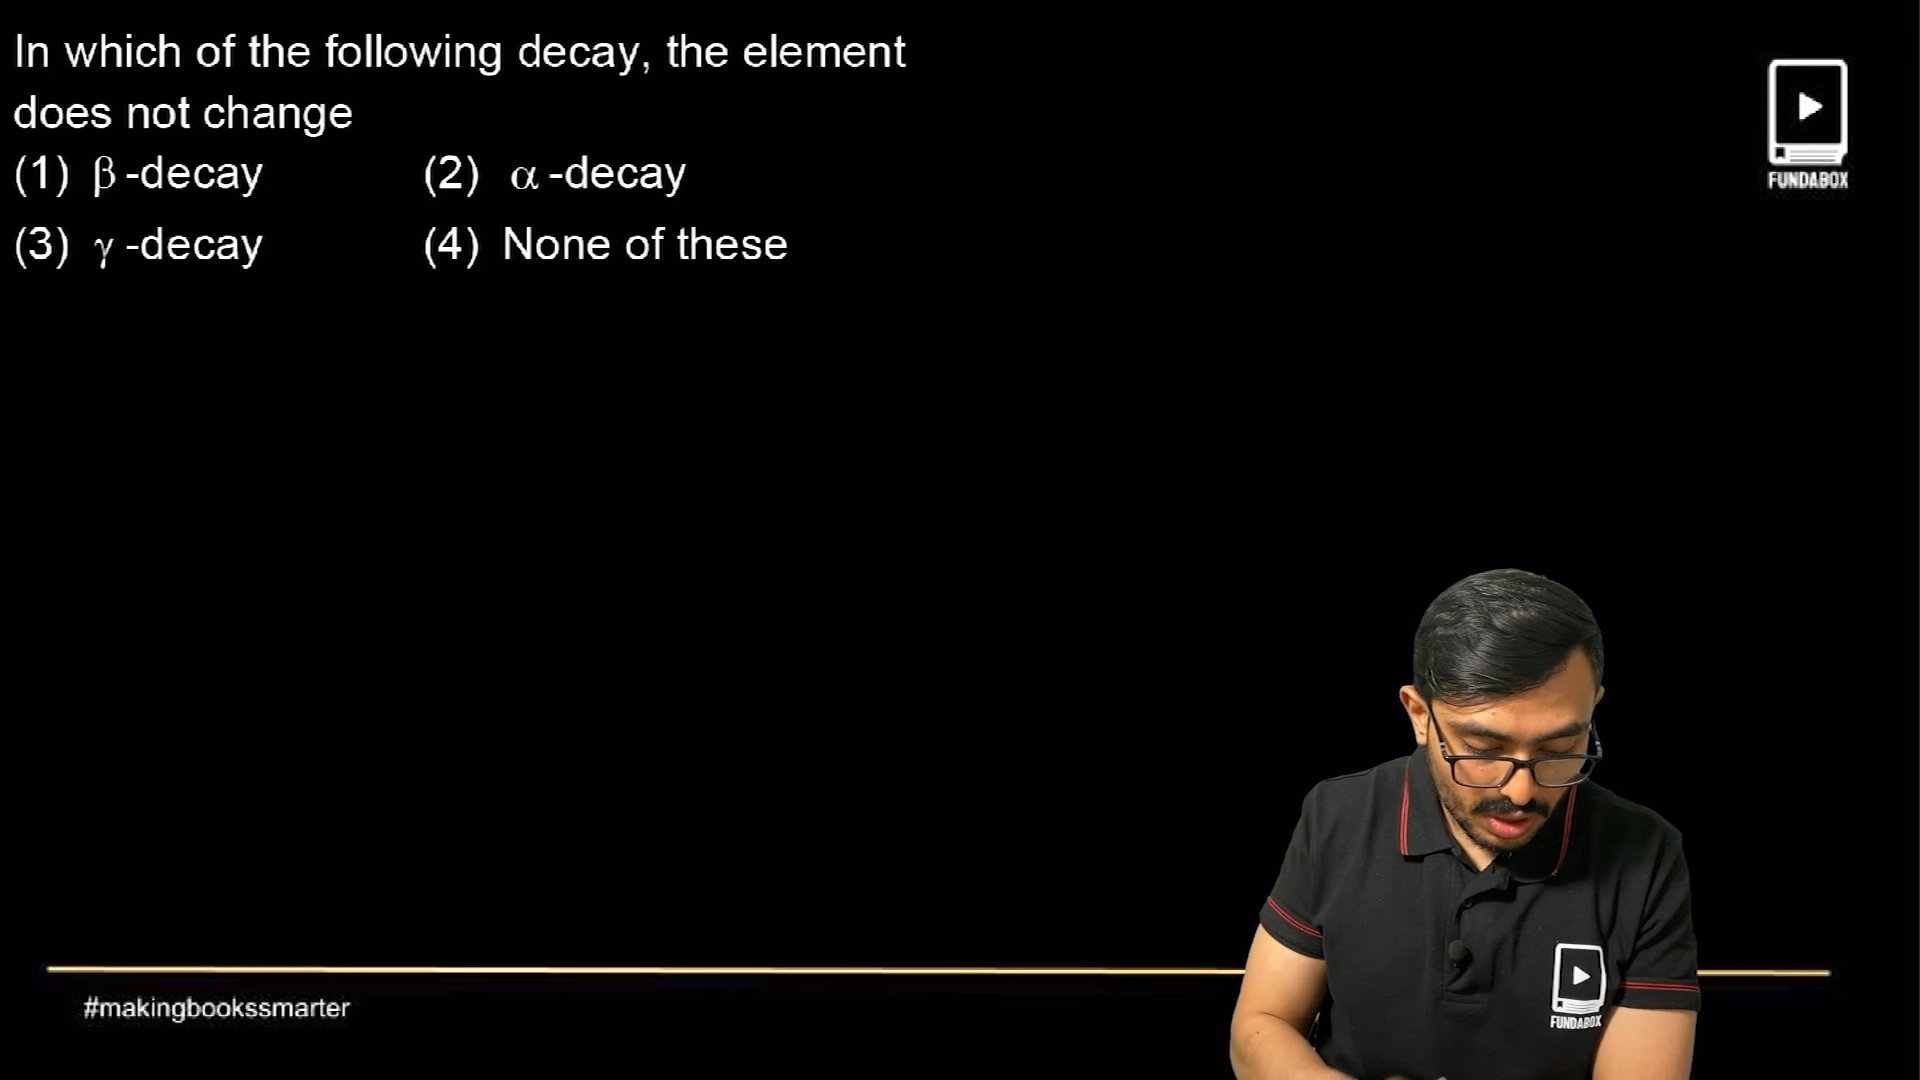 In which of the following decay, the element
does not change
(1) β-decay (2) α-decay
(3) γ-decay (4) None of these
FUNDABOX
FUNDABOX
#makingbookssmarter